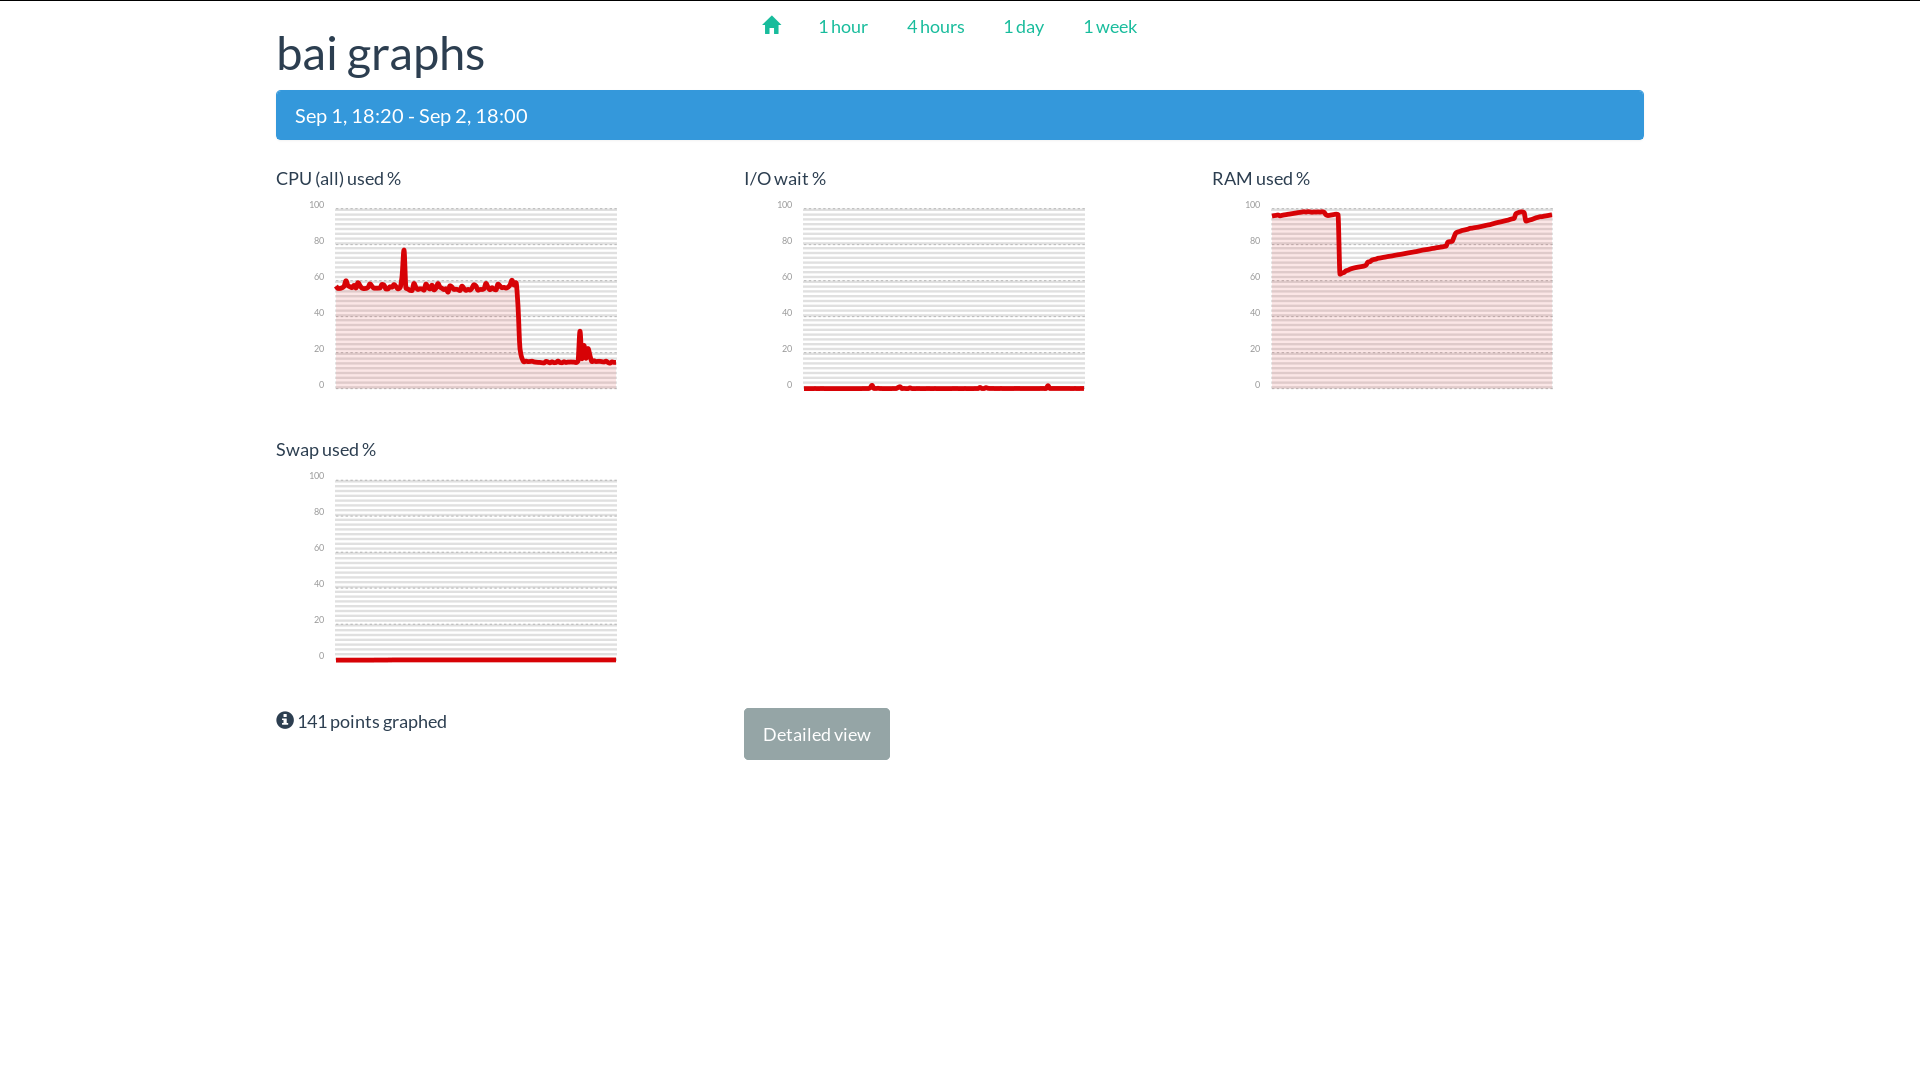 1 hour 4 hours 1 day 1 week
bai graphs
Sep 1, 18:20 - Sep 2, 18:00
CPU (all) used %
100
80
60
40
20
0
I/O wait %
100
80
60
40
20
0
RAM used %
100
80
60
40
20
0
Swap used %
100
80
60
40
20
0
141 points graphed
Detailed view